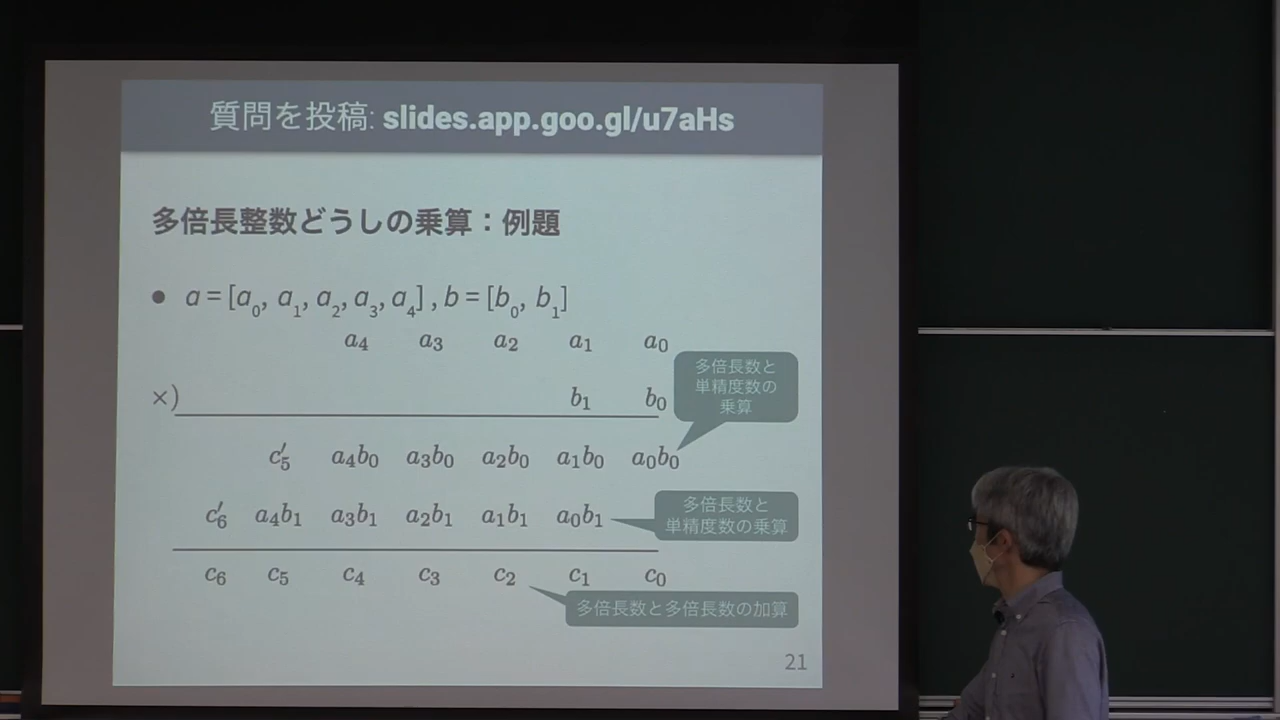 質問を投稿: slides.app.goo.gl/u7aHs
多倍長整数どうしの乗算：例題
● a = [a₀, a₁, a₂, a₃, a₄] , b = [b₀, b₁]
a₄ a₃ a₂ a₁ a₀
×) b₁ b₀
多倍長数と
単精度数の
乗算
c′₅ a₄b₀ a₃b₀ a₂b₀ a₁b₀ a₀b₀
c′₆ a₄b₁ a₃b₁ a₂b₁ a₁b₁ a₀b₁
多倍長数と
単精度数の乗算
c₆ c₅ c₄ c₃ c₂ c₁ c₀
多倍長数と多倍長数の加算
21